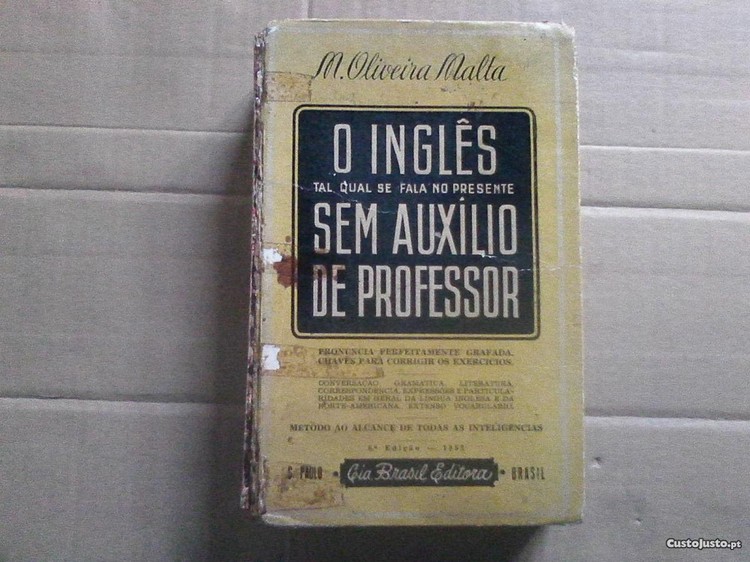 M. Oliveira Malta
O INGLÊS
TAL QUAL SE FALA NO PRESENTE
SEM AUXÍLIO
DE PROFESSOR
PRONÚNCIA PERFEITAMENTE GRAFADA.
CHAVES PARA CORRIGIR OS EXERCÍCIOS.
CONVERSAÇÃO, GRAMÁTICA, LITERATURA,
CORRESPONDÊNCIA, EXPRESSÕES E PARTICULA-
RIDADES EM GERAL DA LÍNGUA INGLESA E DA
NORTE-AMERICANA. EXTENSO VOCABULÁRIO.
MÉTODO AO ALCANCE DE TODAS AS INTELIGÊNCIAS
6ª Edição —
S. PAULO • Cia Brasil Editora • BRASIL
CustoJusto.pt